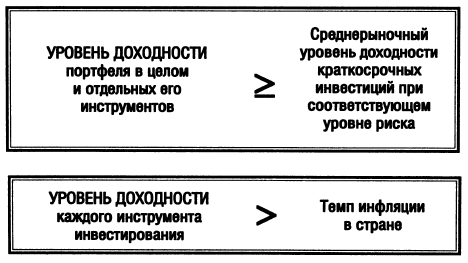 УРОВЕНЬ ДОХОДНОСТИ
портфеля в целом
и отдельных его
инструментов
≥
Среднерыночный
уровень доходности
краткосрочных
инвестиций при
соответствующем
уровне риска
УРОВЕНЬ ДОХОДНОСТИ
каждого инструмента
инвестирования
>
Темп инфляции
в стране